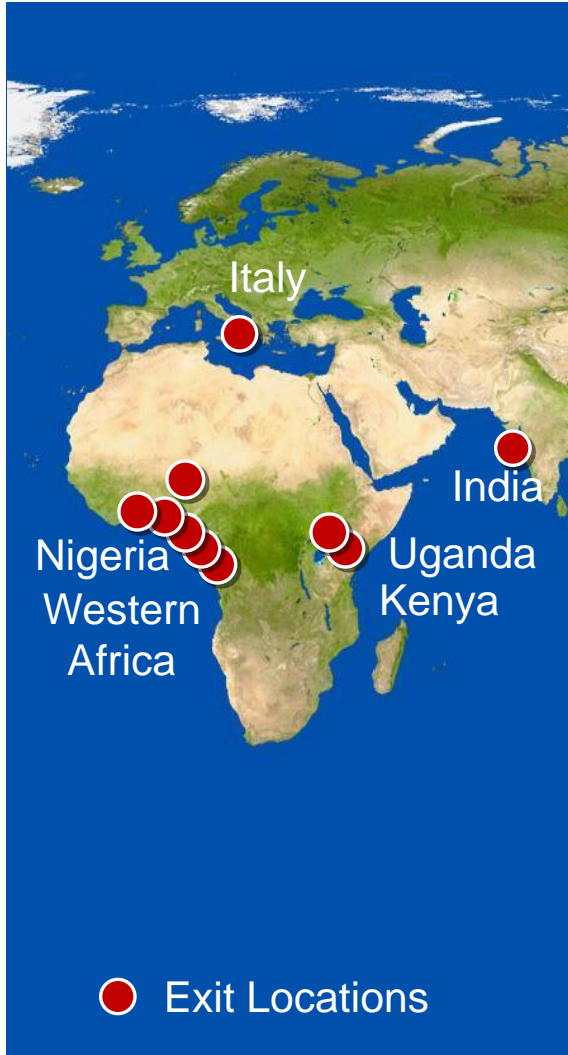 Italy
India
Nigeria
Uganda
Western
Kenya
Africa
Exit Locations